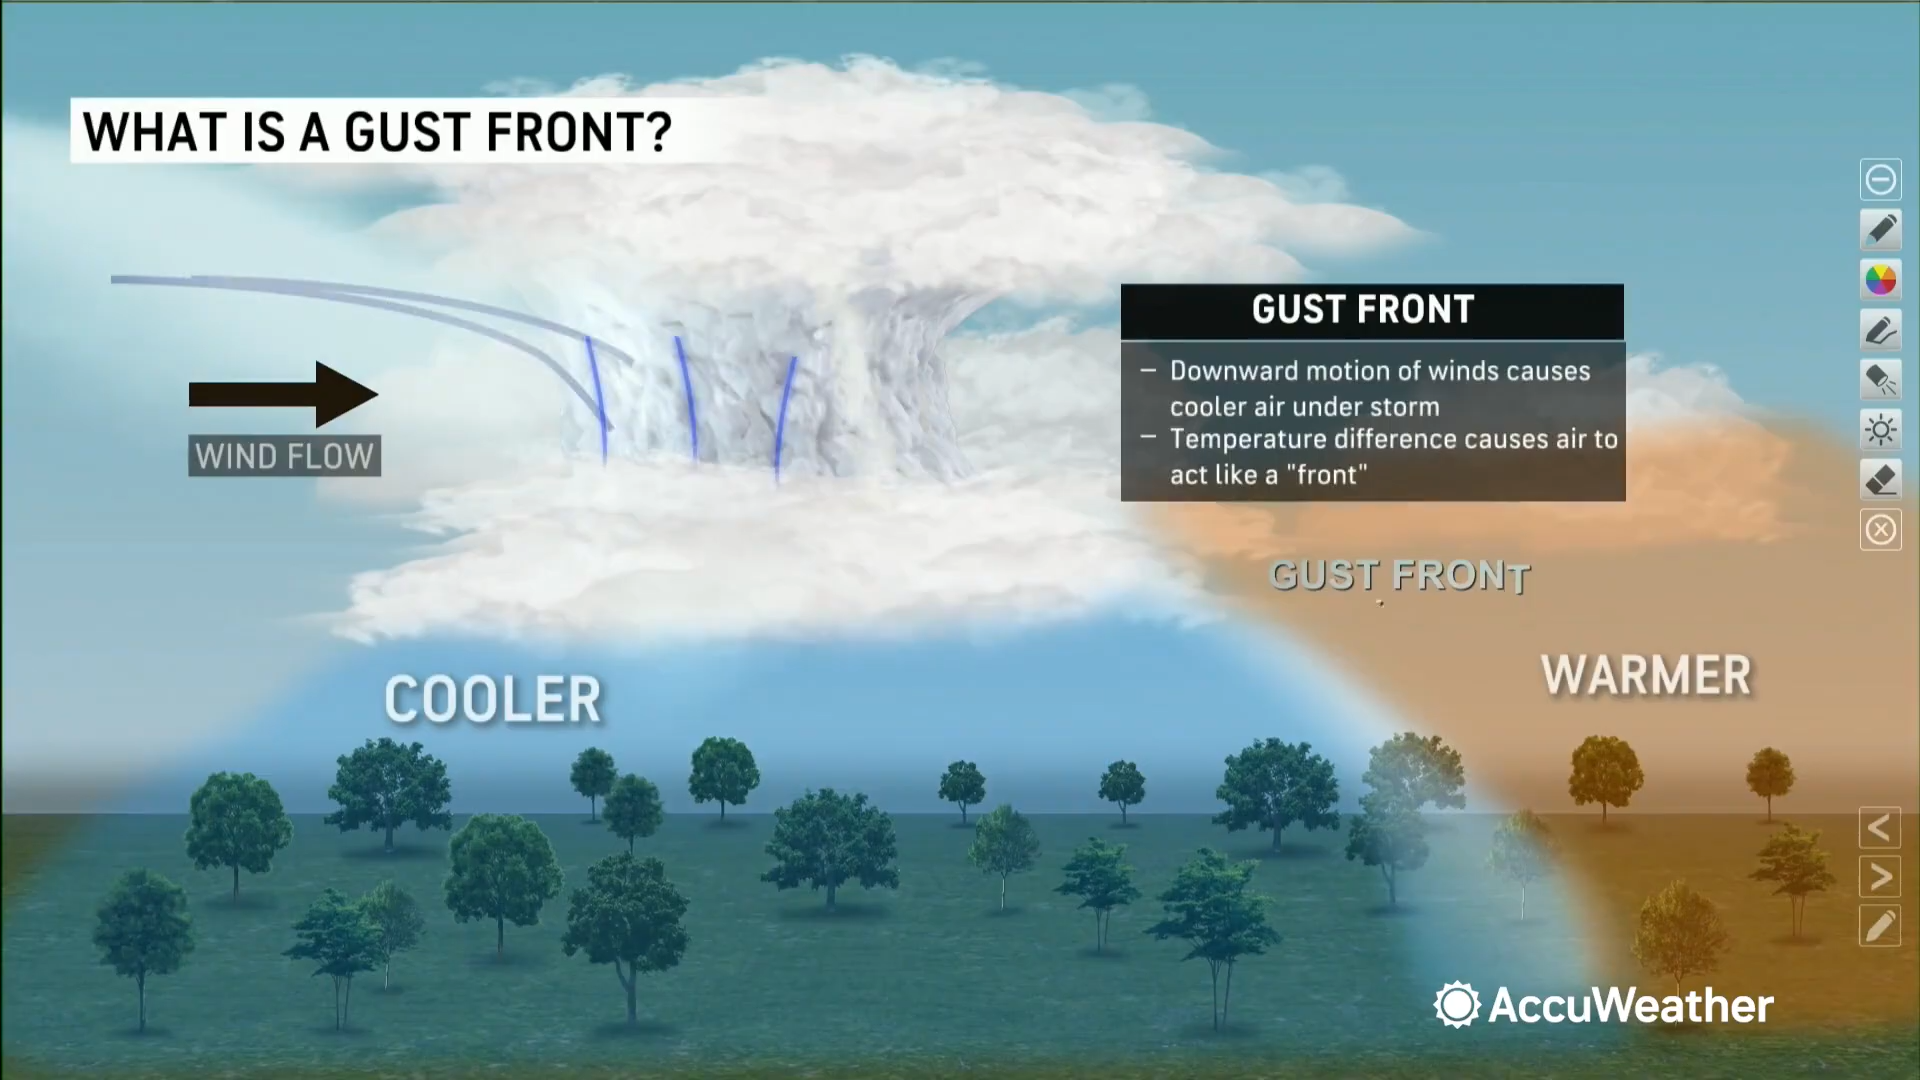 WHAT IS A GUST FRONT?
WIND FLOW
GUST FRONT
– Downward motion of winds causes
cooler air under storm
– Temperature difference causes air to
act like a "front"
GUST FRONT
COOLER
WARMER
AccuWeather